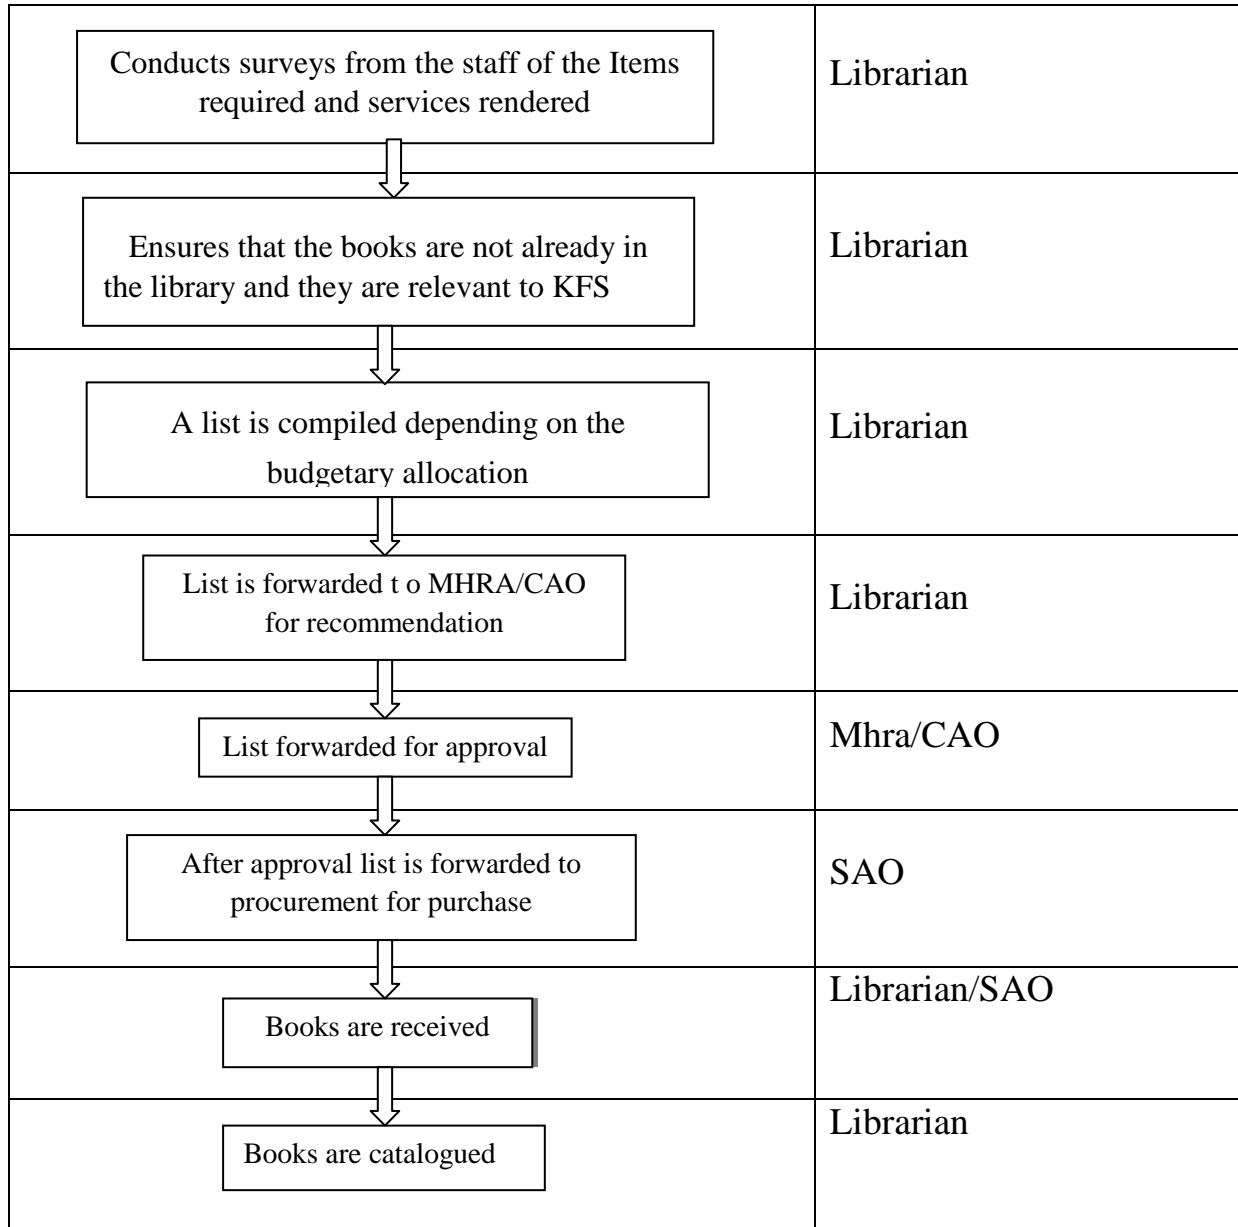 Conducts surveys from the staff of the Items
required and services rendered
Librarian
Ensures that the books are not already in
the library and they are relevant to KFS
Librarian
A list is compiled depending on the
budgetary allocation
Librarian
List is forwarded t o MHRA/CAO
for recommendation
Librarian
List forwarded for approval
Mhra/CAO
After approval list is forwarded to
procurement for purchase
SAO
Books are received
Librarian/SAO
Books are catalogued
Librarian